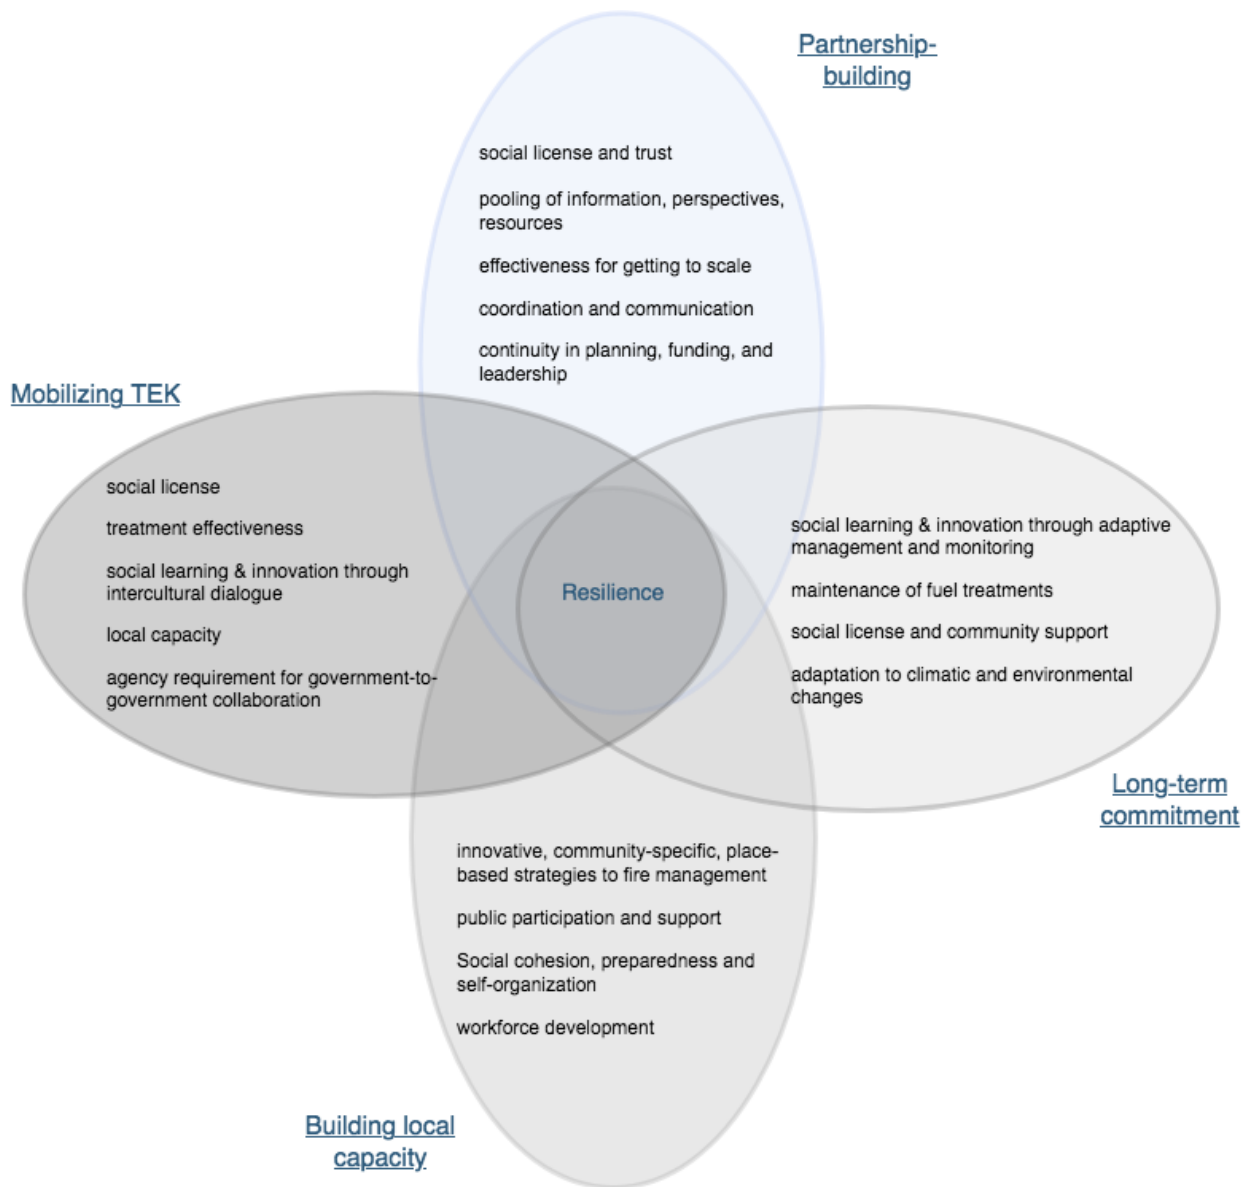 Partnership-
building
social license and trust
pooling of information, perspectives,
resources
effectiveness for getting to scale
coordination and communication
continuity in planning, funding, and
leadership
Mobilizing TEK
social license
treatment effectiveness
social learning & innovation through
intercultural dialogue
local capacity
agency requirement for government-to-
government collaboration
Resilience
social learning & innovation through adaptive
management and monitoring
maintenance of fuel treatments
social license and community support
adaptation to climatic and environmental
changes
Long-term
commitment
innovative, community-specific, place-
based strategies to fire management
public participation and support
Social cohesion, preparedness and
self-organization
workforce development
Building local
capacity